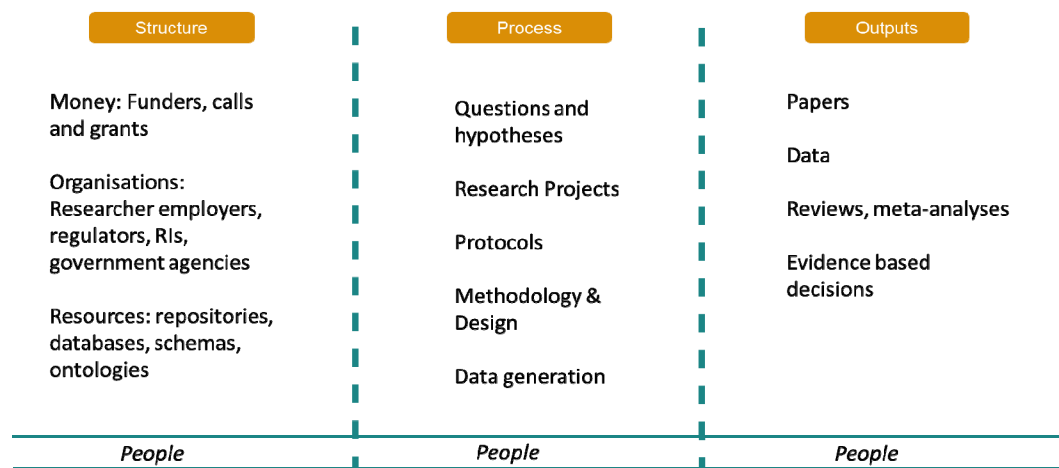 Structure
Money: Funders, calls
and grants
Organisations:
Researcher employers,
regulators, RIs,
government agencies
Resources: repositories,
databases, schemas,
ontologies
People
Process
Questions and
hypotheses
Research Projects
Protocols
Methodology &
Design
Data generation
People
Outputs
Papers
Data
Reviews, meta-analyses
Evidence based
decisions
People